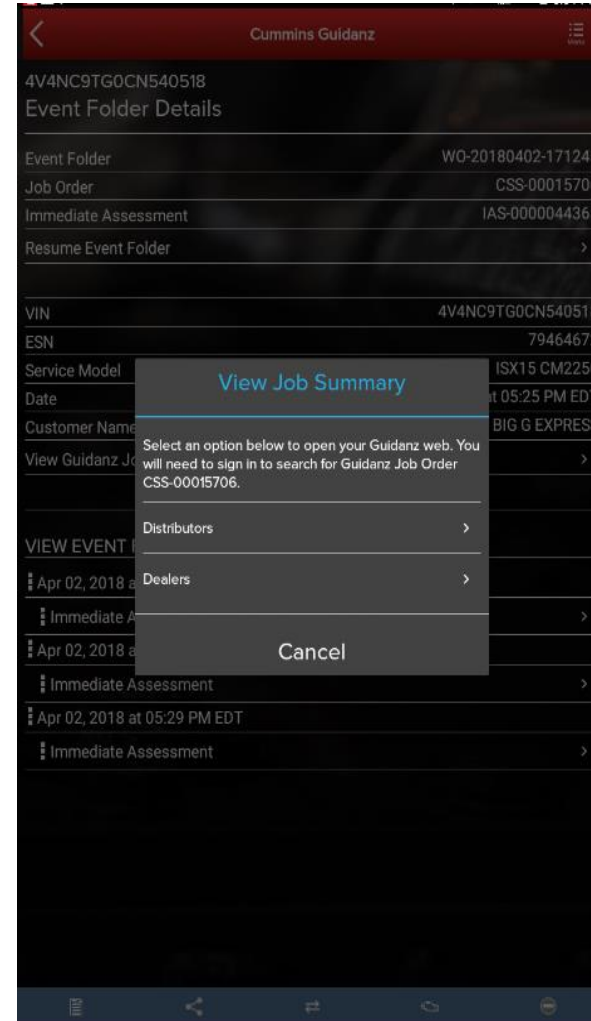 Cummins Guidanz
Menu
4V4NC9TG0CN540518
Event Folder Details
Event Folder WO-20180402-17124
Job Order CSS-0001570
Immediate Assessment IAS-000004436
Resume Event Folder
VIN 4V4NC9TG0CN54051
ESN 7946467
Service Model ISX15 CM225
Date at 05:25 PM ED
Customer Name BIG G EXPRES
View Guidanz Jo
View Job Summary
Select an option below to open your Guidanz web. You
will need to sign in to search for Guidanz Job Order
CSS-00015706.
Distributors
Dealers
Cancel
VIEW EVENT
Apr 02, 2018 a
Immediate A
Apr 02, 2018 a
Immediate Assessment
Apr 02, 2018 at 05:29 PM EDT
Immediate Assessment